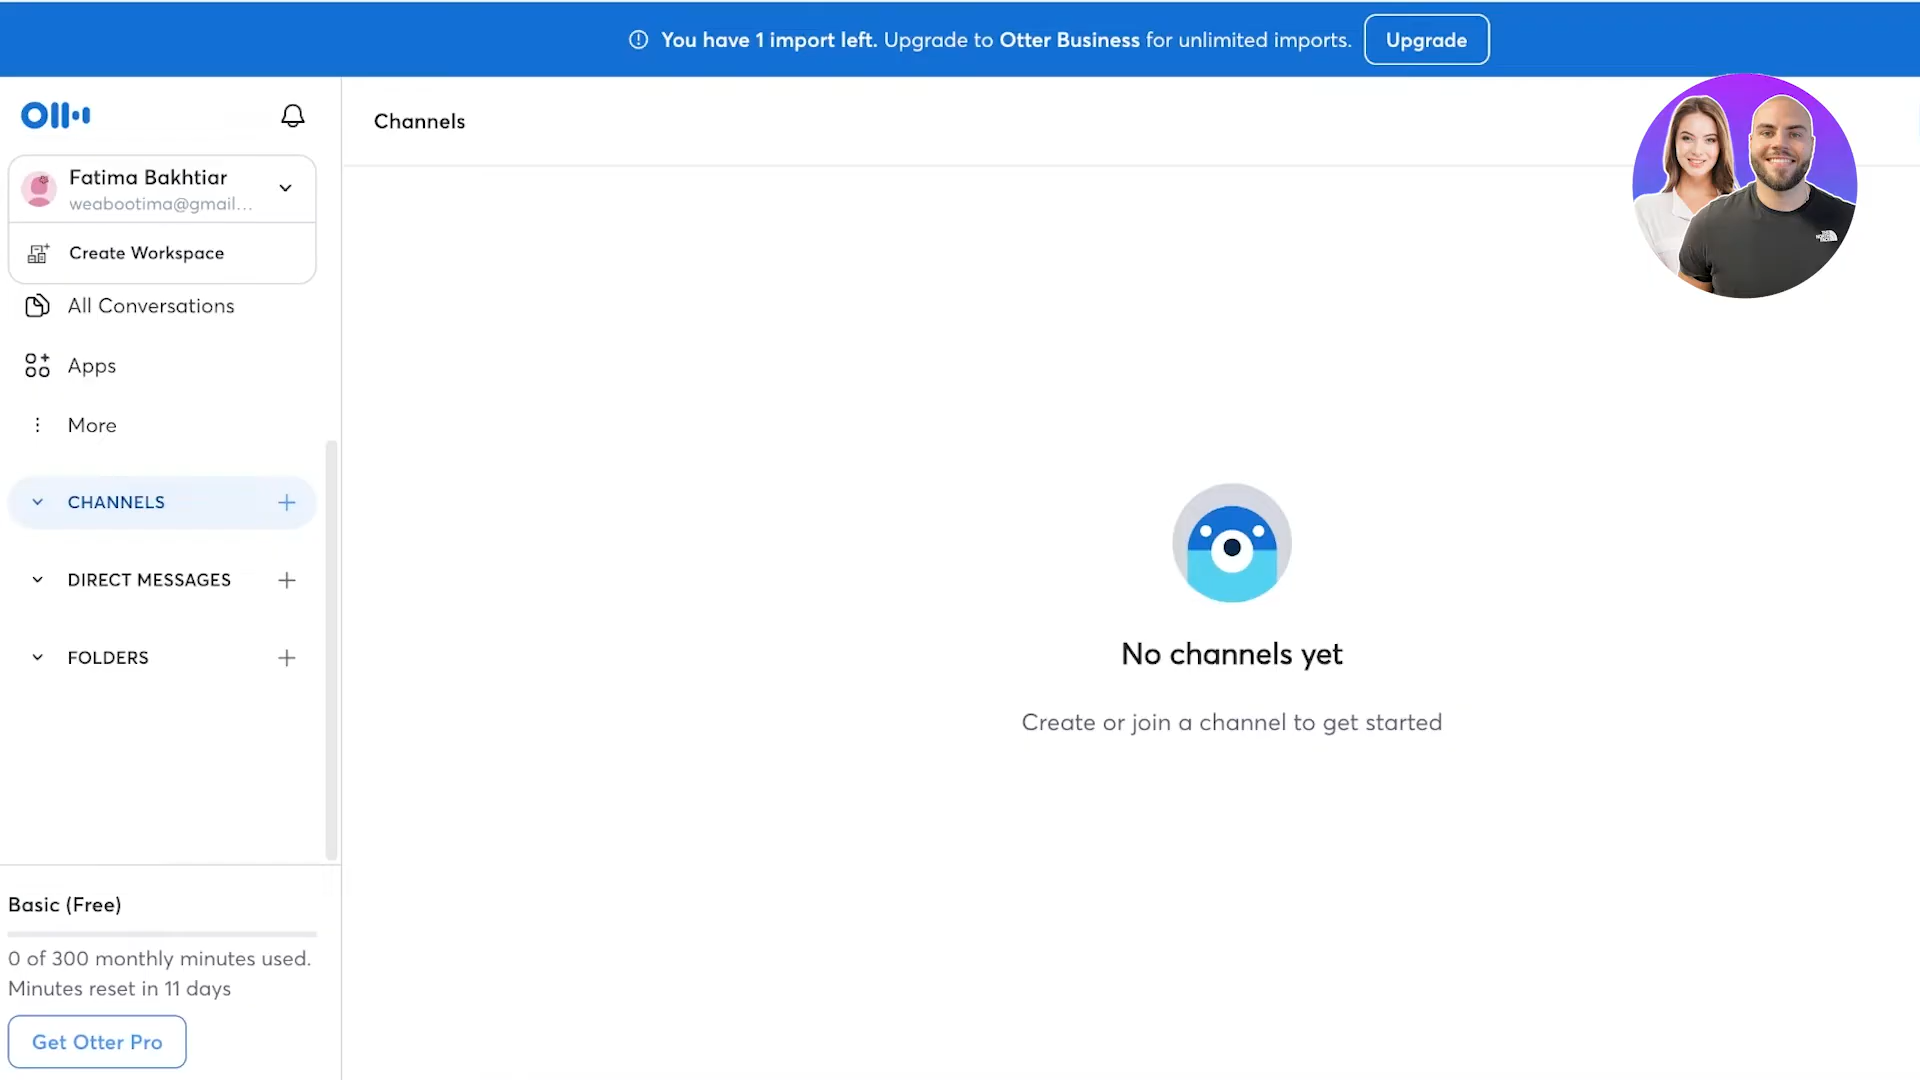 You have 1 import left. Upgrade to Otter Business for unlimited imports.
Upgrade
Channels
Fatima Bakhtiar
weabootima@gmail...
Create Workspace
All Conversations
Apps
More
CHANNELS
DIRECT MESSAGES
FOLDERS
No channels yet
Create or join a channel to get started
Basic (Free)
0 of 300 monthly minutes used.
Minutes reset in 11 days
Get Otter Pro